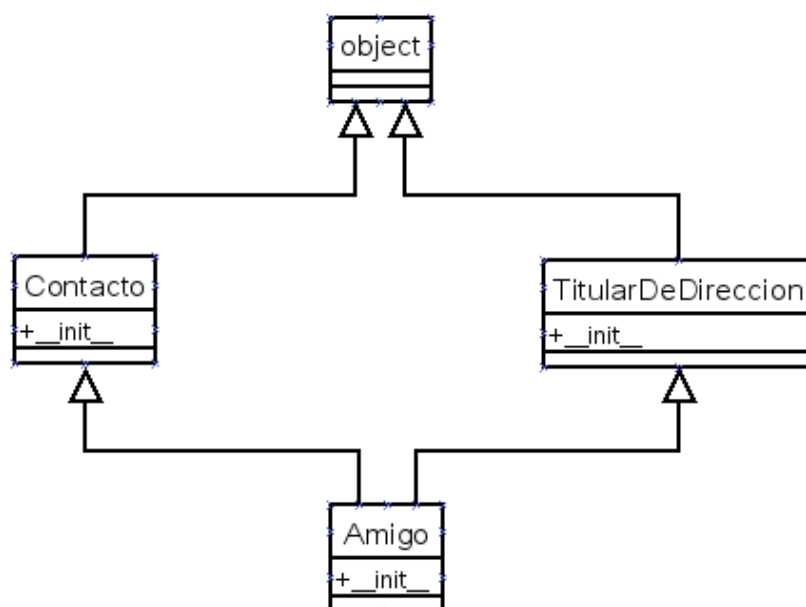 object
Contacto
+__init__
TitularDeDireccion
+__init__
Amigo
+__init__